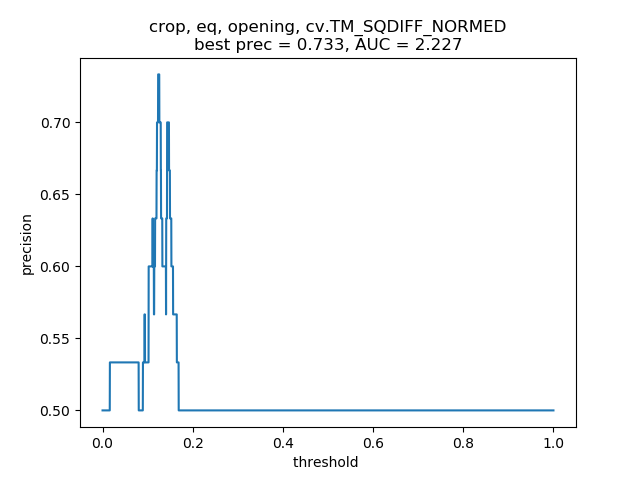 crop, eq, opening, cv.TM_SQDIFF_NORMED
best prec = 0.733, AUC = 2.227
0.70
0.65
0.60
0.55
0.50
precision
0.0 0.2 0.4 0.6 0.8 1.0
threshold